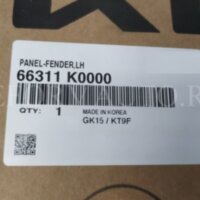 PANEL-FENDER,LH
66311 K0000
QTY: 1
MADE IN KOREA
GK15 / KT9F